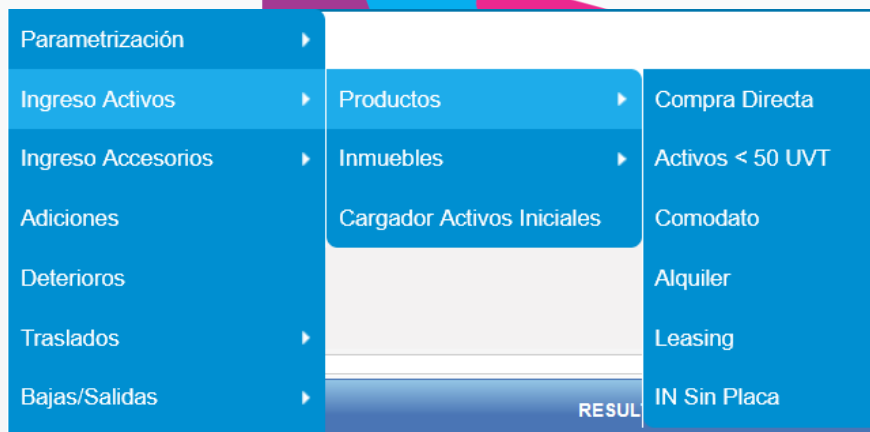 Parametrización
Ingreso Activos
Productos
Compra Directa
Ingreso Accesorios
Inmuebles
Activos < 50 UVT
Adiciones
Cargador Activos Iniciales
Comodato
Deterioros
Alquiler
Traslados
Leasing
Bajas/Salidas
RESUL
IN Sin Placa